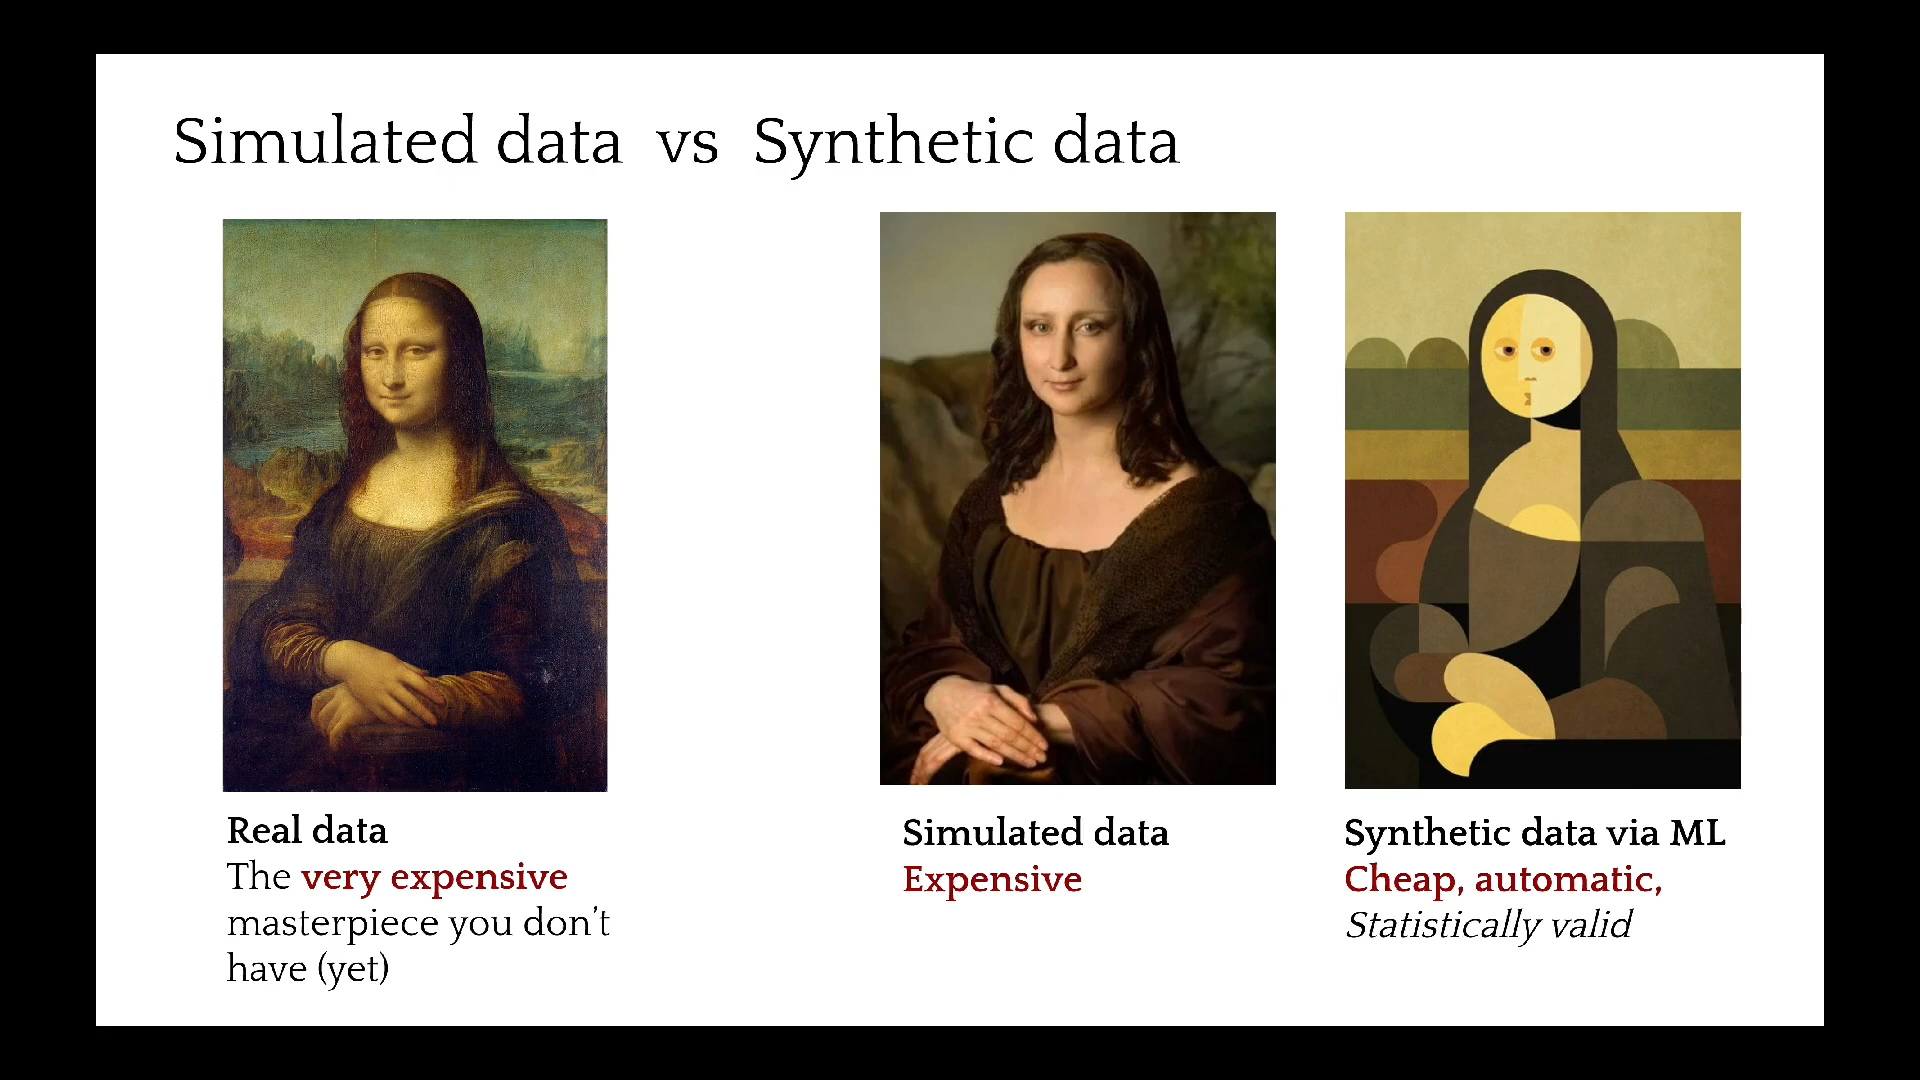 Simulated data vs Synthetic data
Real data
The very expensive
masterpiece you don't
have (yet)
Simulated data
Expensive
Synthetic data via ML
Cheap, automatic,
Statistically valid